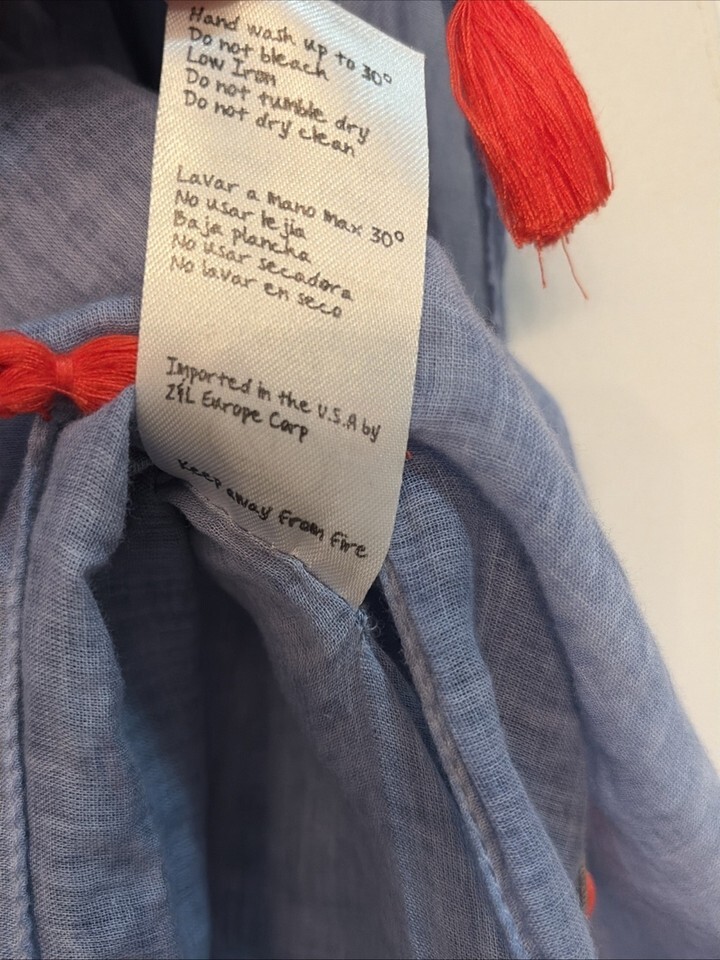 Hand wash up to 30°
Do not bleach
Low Iron
Do not tumble dry
Do not dry clean
Lavar a mano max 30°
No usar lejia
Baja plancha
No usar secadora
No lavar en seco
Imported in the U.S.A by
Z&L Europe Corp
keep away from fire